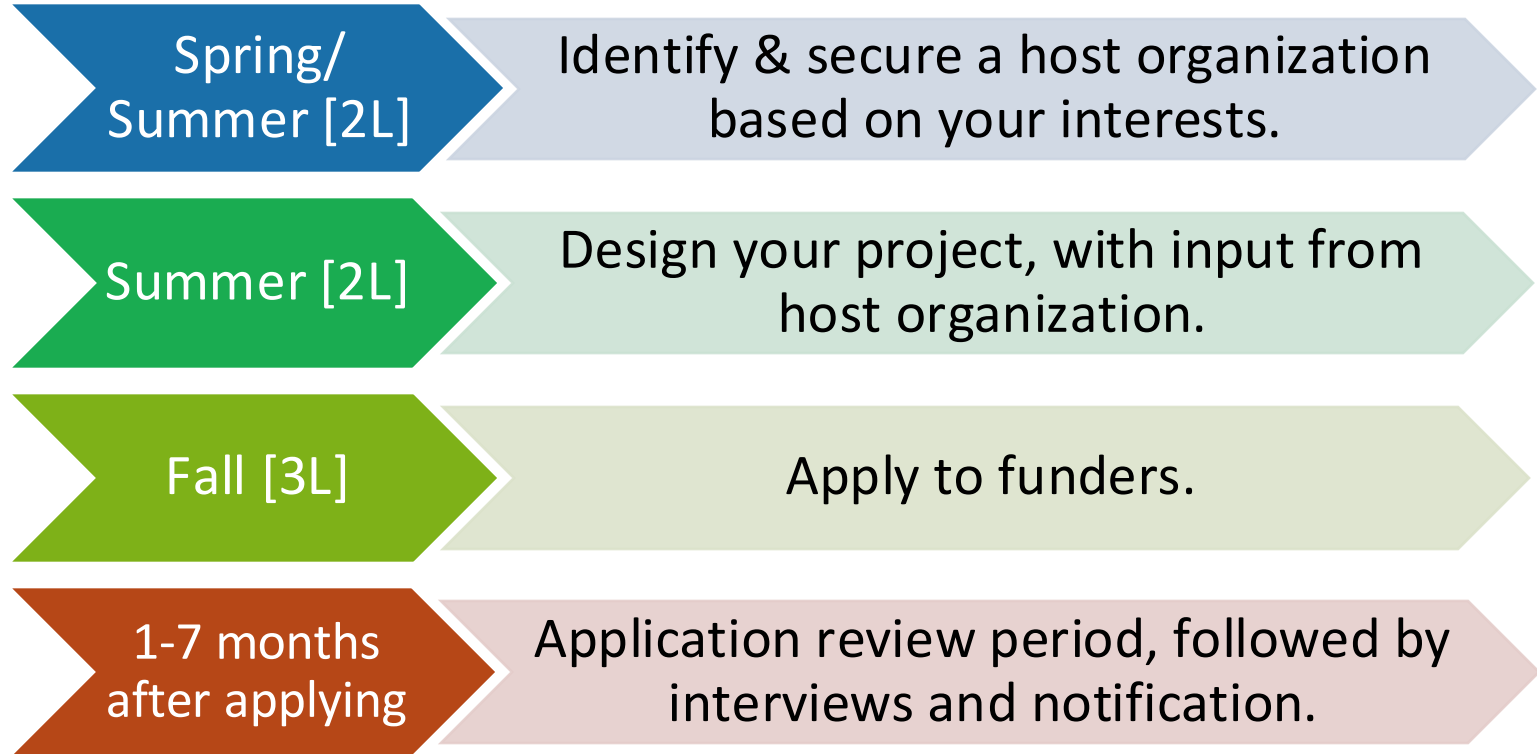 Spring/
Summer [2L]
Identify & secure a host organization
based on your interests.
Summer [2L]
Design your project, with input from
host organization.
Fall [3L]
Apply to funders.
1-7 months
after applying
Application review period, followed by
interviews and notification.